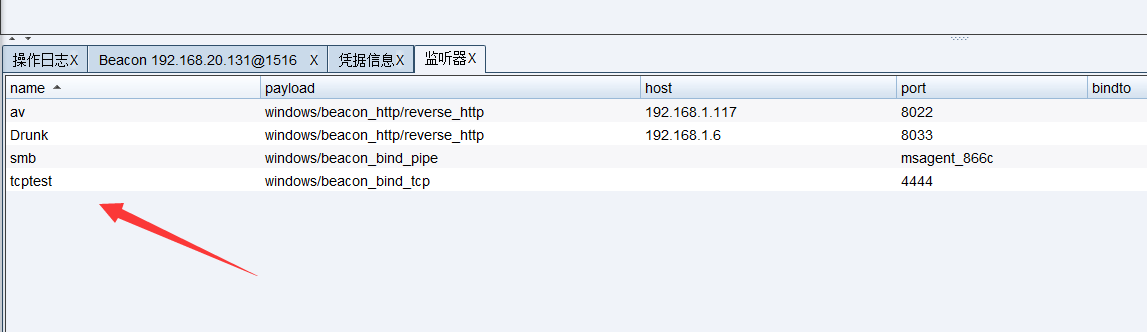 操作日志X Beacon 192.168.20.131@1516 X 凭据信息X 监听器X
name payload host port bindto
av windows/beacon_http/reverse_http 192.168.1.117 8022
Drunk windows/beacon_http/reverse_http 192.168.1.6 8033
smb windows/beacon_bind_pipe msagent_866c
tcptest windows/beacon_bind_tcp 4444